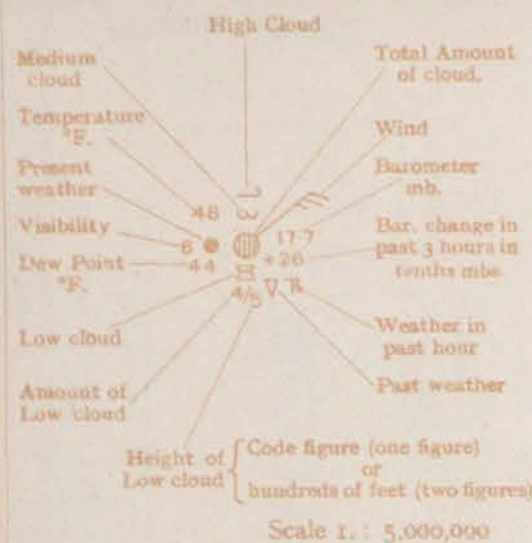 High Cloud
Medium
cloud
Total Amount
of cloud.
Temperature
°F.
Wind
Present
weather
Barometer
mb.
48
Visibility
6
17.7
Bar. change in
past 3 hours in
tenths mbs.
Dew Point
°F.
44
+26
4/5
Low cloud
Weather in
past hour
Amount of
Low cloud
Past weather
Height of
Low cloud
Code figure (one figure)
or
hundreds of feet (two figures)
Scale 1. : 5,000,000